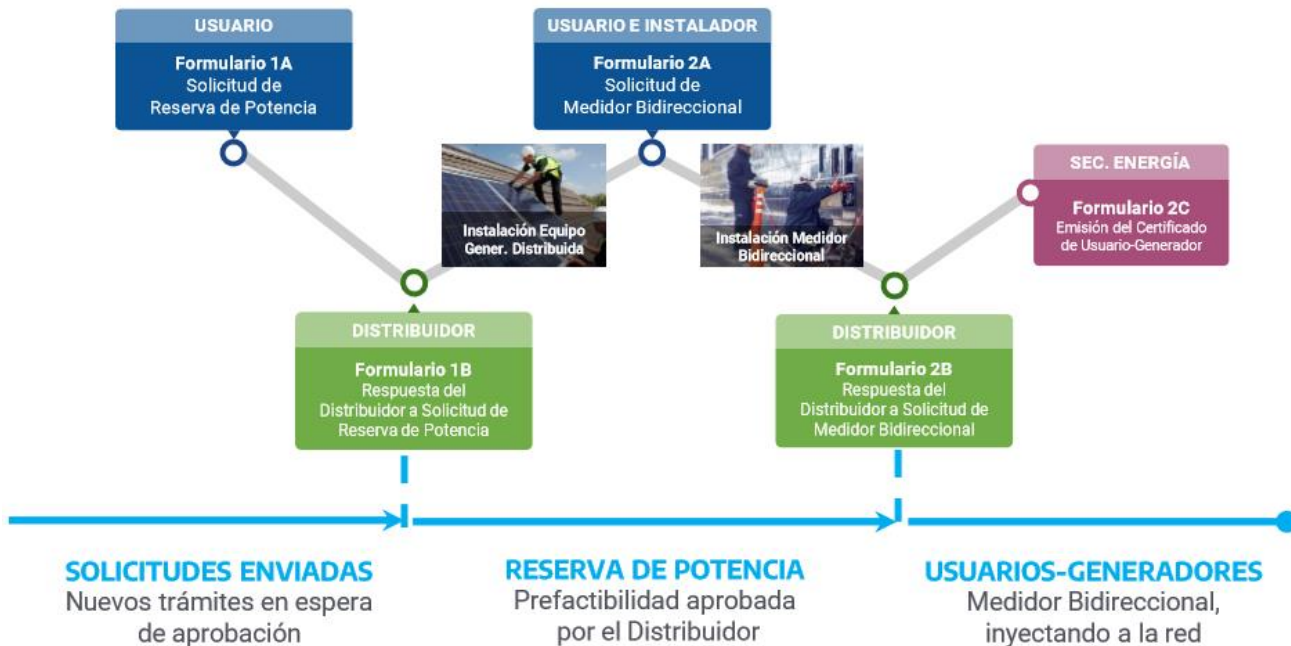 USUARIO
Formulario 1A
Solicitud de
Reserva de Potencia
USUARIO E INSTALADOR
Formulario 2A
Solicitud de
Medidor Bidireccional
Instalación Equipo
Gener. Distribuida
Instalación Medidor
Bidireccional
SEC. ENERGÍA
Formulario 2C
Emisión del Certificado
de Usuario-Generador
DISTRIBUIDOR
Formulario 1B
Respuesta del
Distribuidor a Solicitud de
Reserva de Potencia
DISTRIBUIDOR
Formulario 2B
Respuesta del
Distribuidor a Solicitud de
Medidor Bidireccional
SOLICITUDES ENVIADAS
Nuevos trámites en espera
de aprobación
RESERVA DE POTENCIA
Prefactibilidad aprobada
por el Distribuidor
USUARIOS-GENERADORES
Medidor Bidireccional,
inyectando a la red